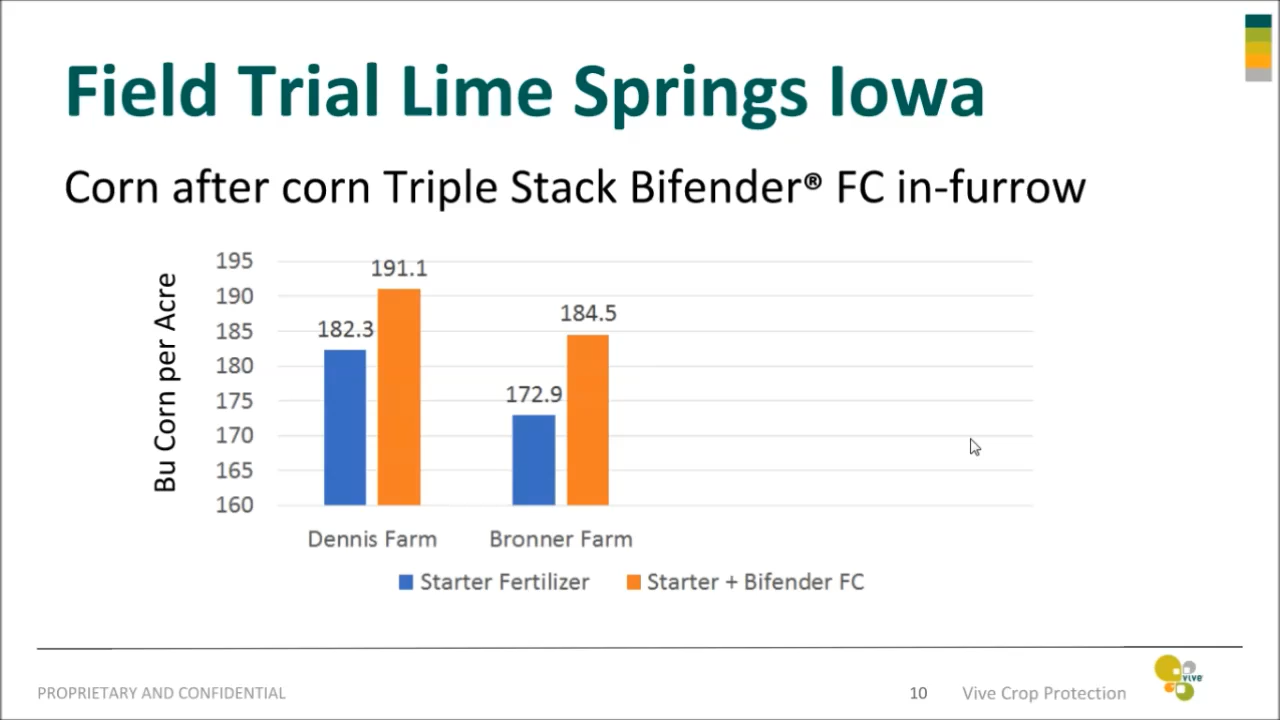 Field Trial Lime Springs Iowa
Corn after corn Triple Stack Bifender® FC in-furrow
Bu Corn per Acre
195
190
185
180
175
170
165
160
182.3
191.1
172.9
184.5
Dennis Farm
Bronner Farm
Starter Fertilizer
Starter + Bifender FC
PROPRIETARY AND CONFIDENTIAL
10
Vive Crop Protection
vive